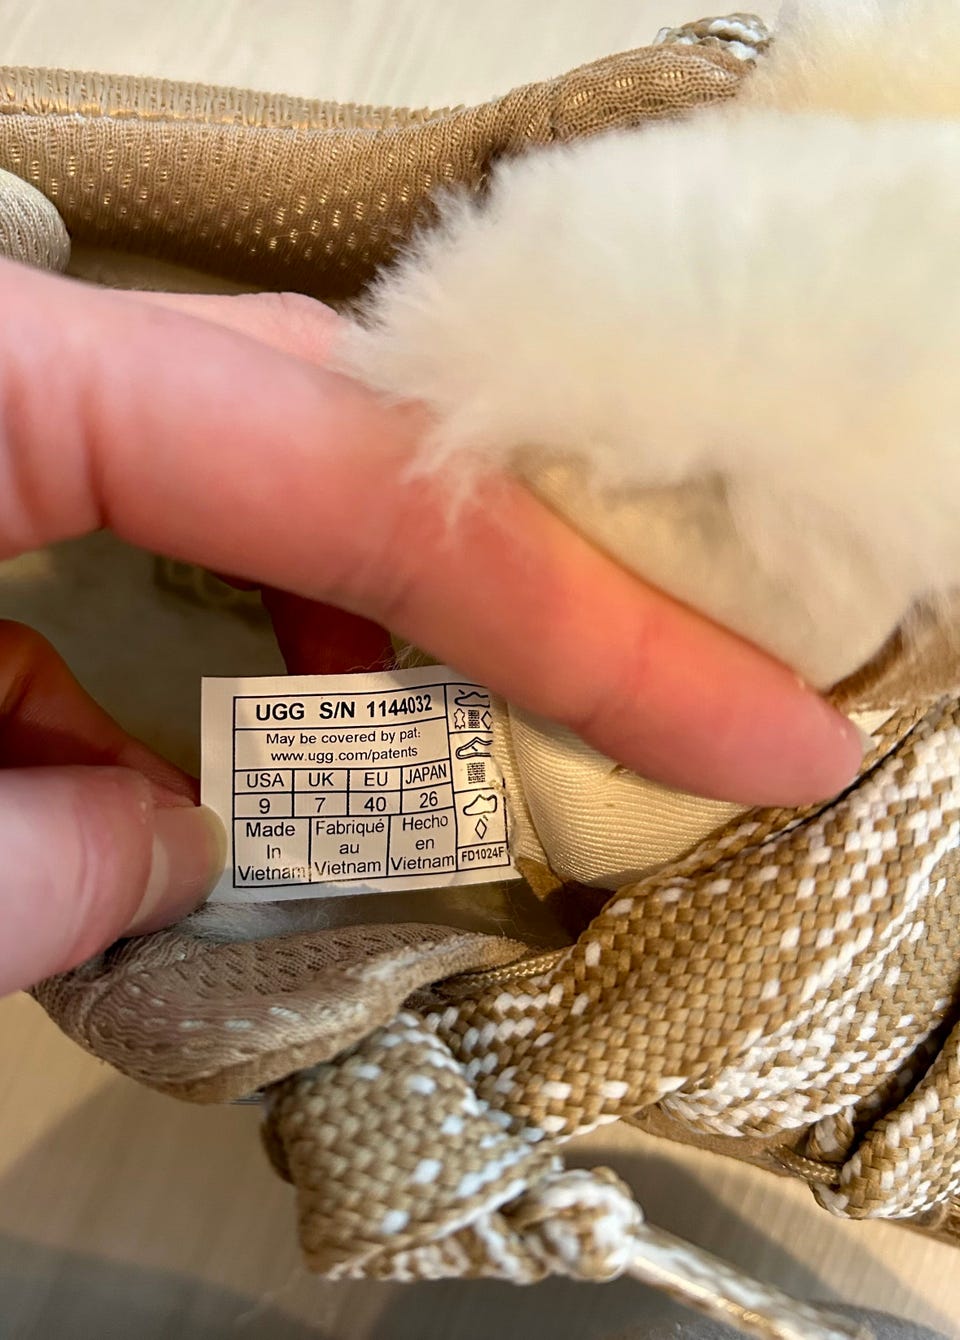 UGG S/N 1144032
May be covered by pat:
www.ugg.com/patents
USA UK EU JAPAN
9 7 40 26
Made In Vietnam
Fabriqué au Vietnam
Hecho en Vietnam
FD1024F